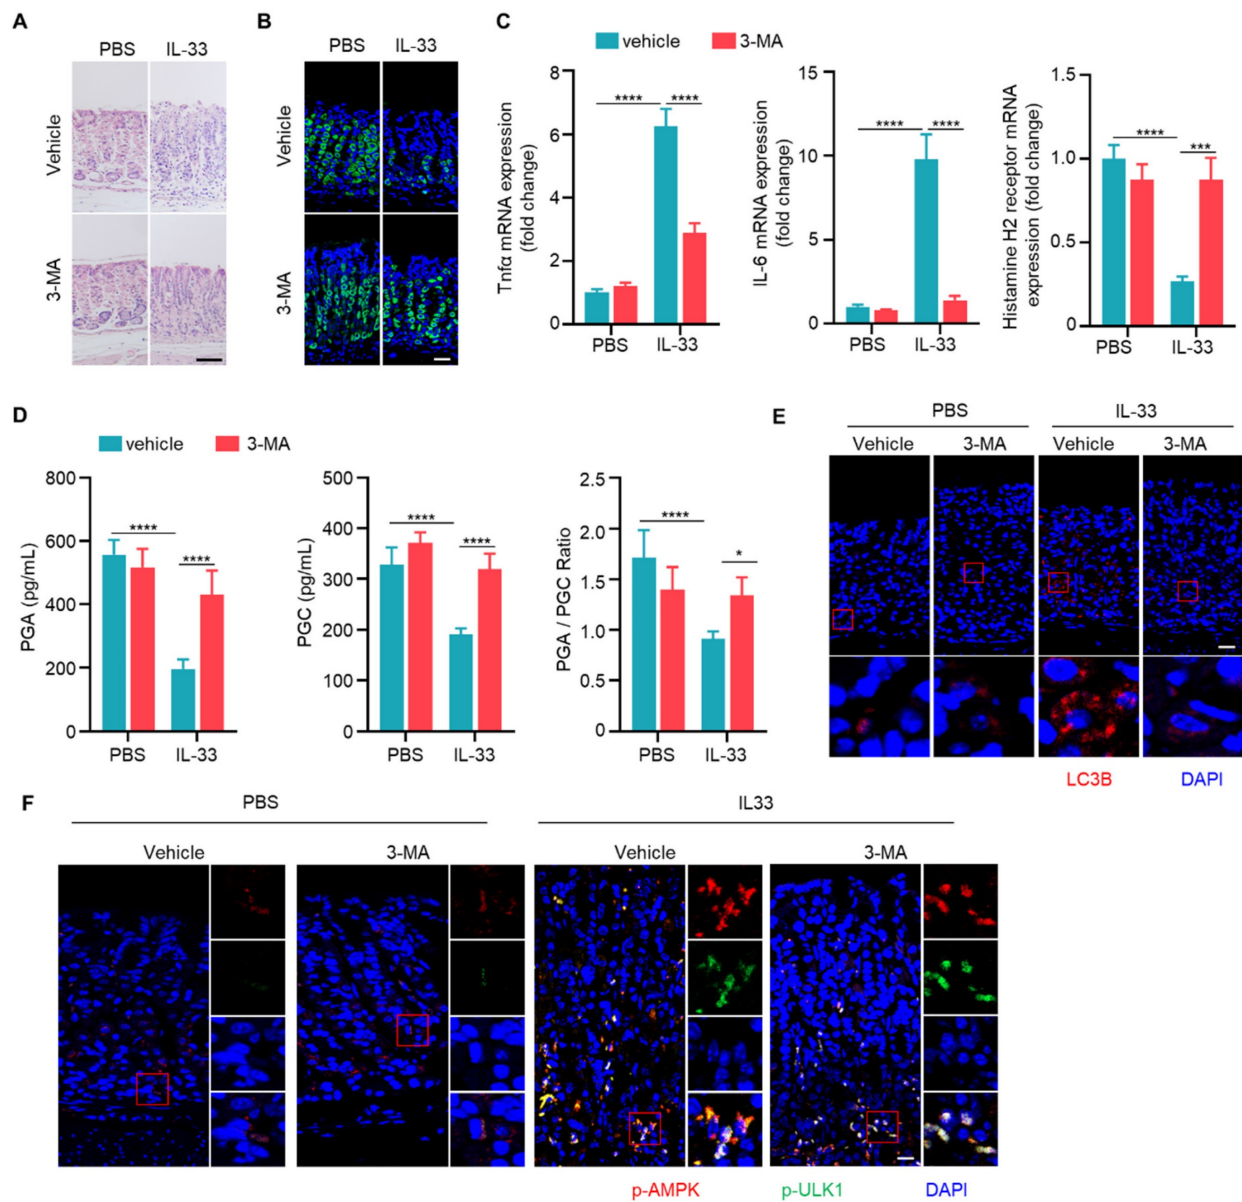 A
PBS IL-33
Vehicle
3-MA
B
PBS IL-33
Vehicle
3-MA
C
vehicle 3-MA
Tnfα mRNA expression
(fold change)
8
6
4
2
0
PBS IL-33
**** ****
IL-6 mRNA expression
(fold change)
15
10
5
0
PBS IL-33
**** ****
Histamine H2 receptor mRNA
expression (fold change)
1.5
1.0
0.5
0
PBS IL-33
**** ***
D
vehicle 3-MA
PGA (pg/mL)
800
600
400
200
0
PBS IL-33
**** ****
PGC (pg/mL)
500
400
300
200
100
0
PBS IL-33
**** ****
PGA / PGC Ratio
2.5
2.0
1.5
1.0
0.5
0
PBS IL-33
**** *
E
PBS IL-33
Vehicle 3-MA Vehicle 3-MA
LC3B DAPI
F
PBS IL33
Vehicle 3-MA Vehicle 3-MA
p-AMPK p-ULK1 DAPI